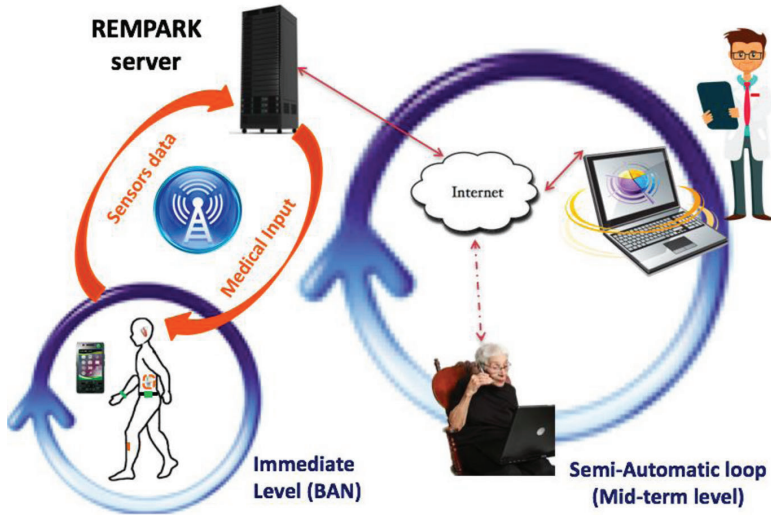 REMPARK
server
Sensors data
Medical Input
Internet
Immediate
Level (BAN)
Semi-Automatic loop
(Mid-term level)